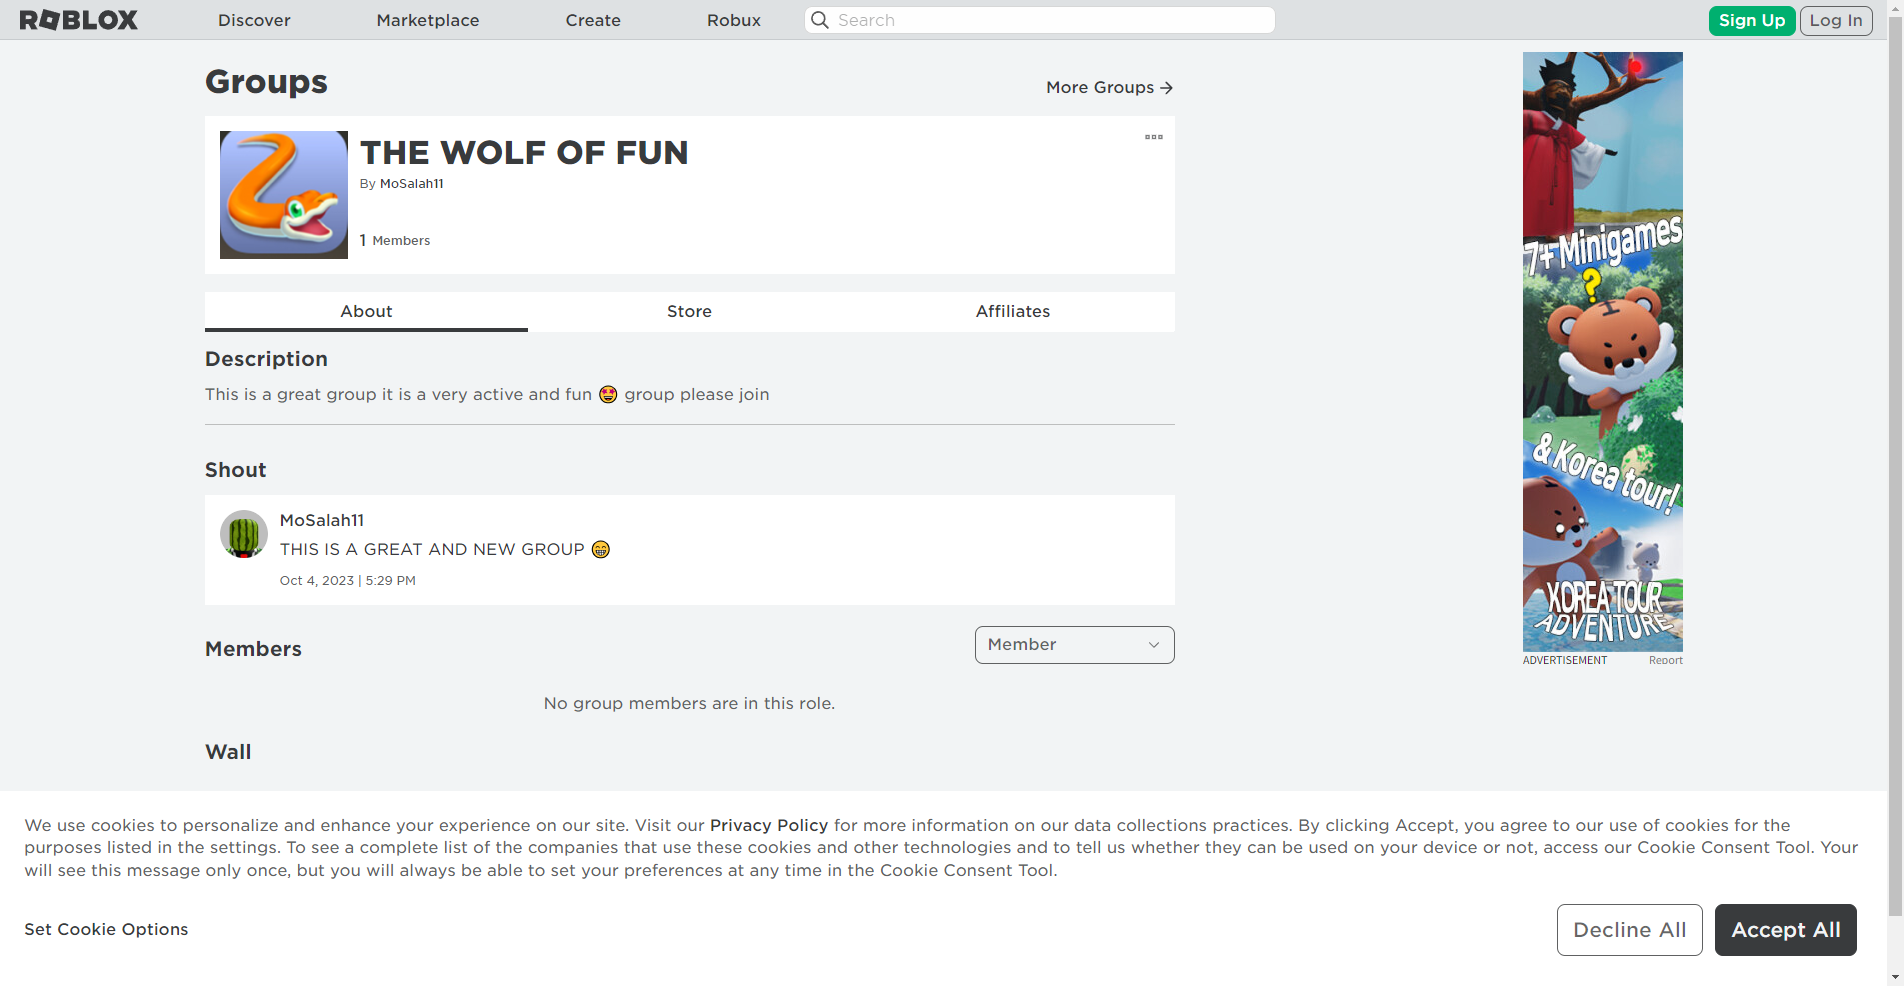 ROBLOX
Discover
Marketplace
Create
Robux
Search
Sign Up
Log In
Groups
More Groups
THE WOLF OF FUN
By MoSalah11
1 Members
About
Store
Affiliates
Description
This is a great group it is a very active and fun 🤩 group please join
Shout
MoSalah11
THIS IS A GREAT AND NEW GROUP 😁
Oct 4, 2023 | 5:29 PM
Members
Member
No group members are in this role.
Wall
7+ Minigames
?
& Korea tour!
KOREA TOUR
ADVENTURE
ADVERTISEMENT
Report
We use cookies to personalize and enhance your experience on our site. Visit our Privacy Policy for more information on our data collections practices. By clicking Accept, you agree to our use of cookies for the
purposes listed in the settings. To see a complete list of the companies that use these cookies and other technologies and to tell us whether they can be used on your device or not, access our Cookie Consent Tool. Your
will see this message only once, but you will always be able to set your preferences at any time in the Cookie Consent Tool.
Set Cookie Options
Decline All
Accept All